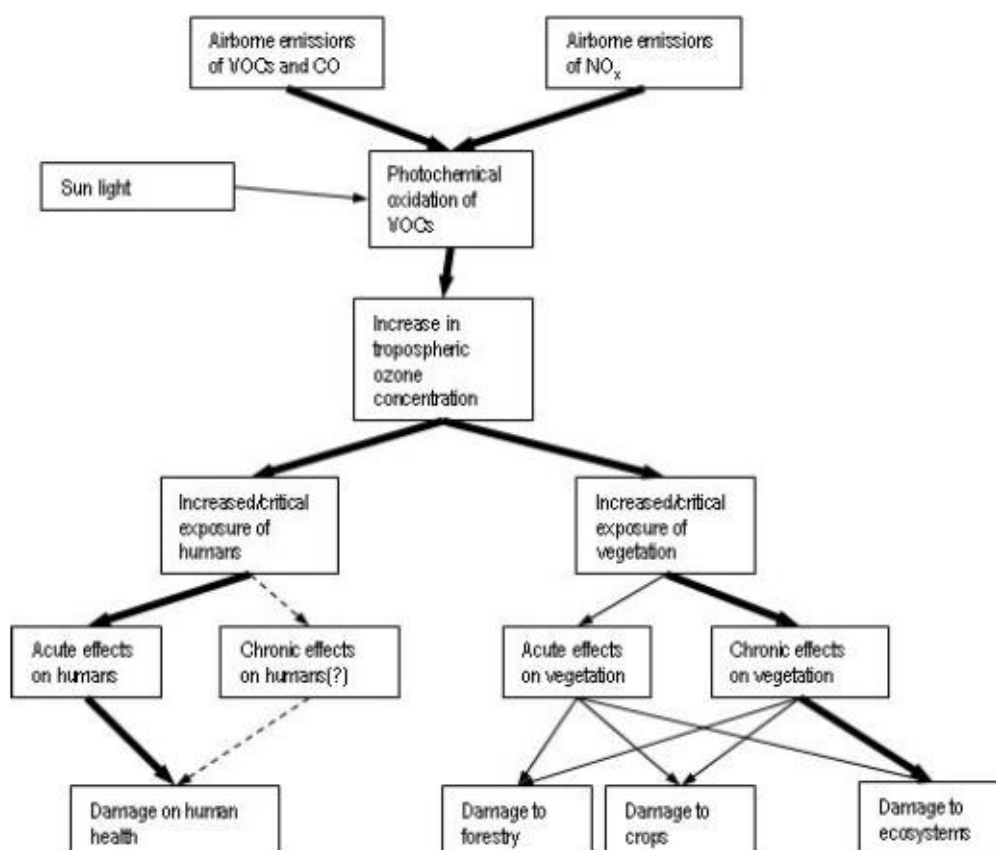 Airborne emissions
of VOCs and CO
Airborne emissions
of NOx
Sun light
Photochemical
oxidation of
VOCs
Increase in
tropospheric
ozone
concentration
Increased/critical
exposure of
humans
Increased/critical
exposure of
vegetation
Acute effects
on humans
Chronic effects
on humans(?)
Acute effects
on vegetation
Chronic effects
on vegetation
Damage on human
health
Damage to
forestry
Damage to
crops
Damage to
ecosystems